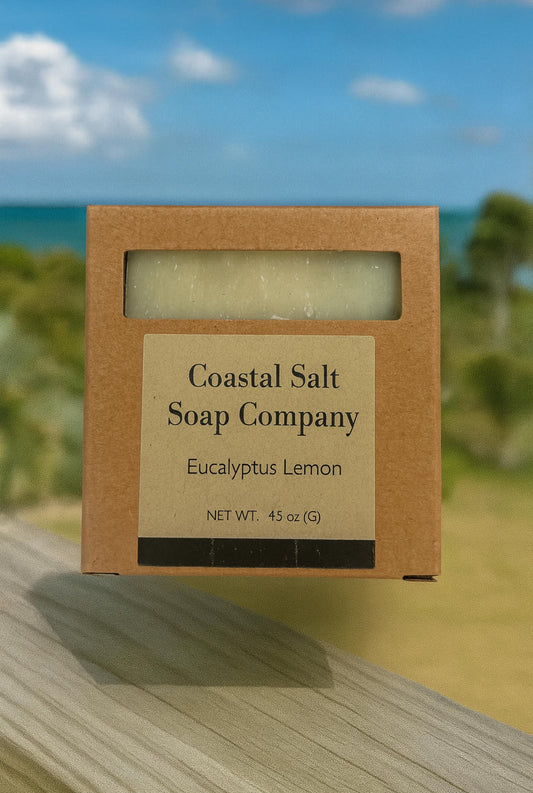 Coastal Salt
Soap Company
Eucalyptus Lemon
NET WT. 45 oz (G)